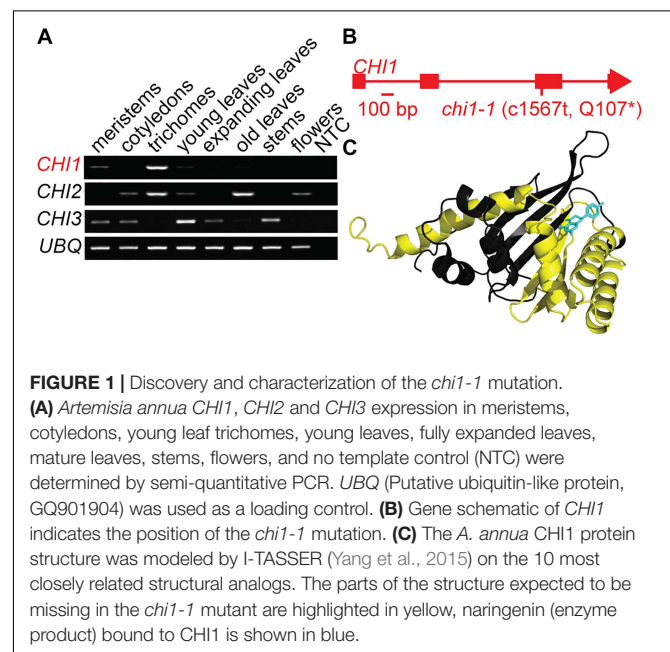 A
meristems
cotyledons
trichomes
young leaves
expanding leaves
old leaves
stems
flowers
NTC
CHI1
CHI2
CHI3
UBQ
B
CHI1
100 bp
chi1-1 (c1567t, Q107*)
C
FIGURE 1 | Discovery and characterization of the chi1-1 mutation.
(A) Artemisia annua CHI1, CHI2 and CHI3 expression in meristems,
cotyledons, young leaf trichomes, young leaves, fully expanded leaves,
mature leaves, stems, flowers, and no template control (NTC) were
determined by semi-quantitative PCR. UBQ (Putative ubiquitin-like protein,
GQ901904) was used as a loading control. (B) Gene schematic of CHI1
indicates the position of the chi1-1 mutation. (C) The A. annua CHI1 protein
structure was modeled by I-TASSER (Yang et al., 2015) on the 10 most
closely related structural analogs. The parts of the structure expected to be
missing in the chi1-1 mutant are highlighted in yellow, naringenin (enzyme
product) bound to CHI1 is shown in blue.